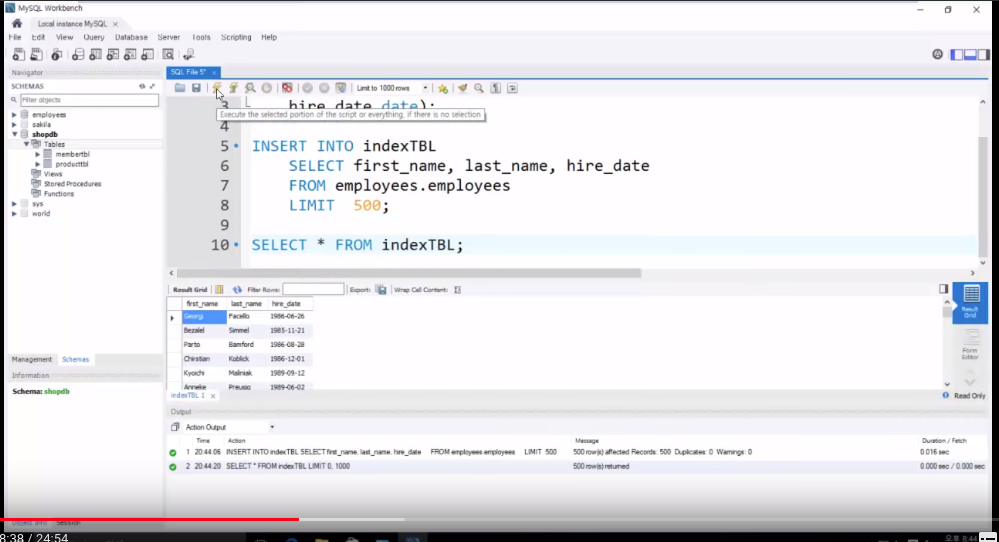 MySQL Workbench
Local instance MySQL ×
File Edit View Query Database Server Tools Scripting Help
Navigator
SCHEMAS
Filter objects
employees
sakila
shopdb
Tables
membertbl
producttbl
Views
Stored Procedures
Functions
sys
world
Management Schemas
Information
Schema: shopdb
Object Info Session
SQL File 5* ×
Limit to 1000 rows
3 hire_date date);
Execute the selected portion of the script or everything, if there is no selection
4
5 INSERT INTO indexTBL
6 SELECT first_name, last_name, hire_date
7 FROM employees.employees
8 LIMIT 500;
9
10 SELECT * FROM indexTBL;
Result Grid Filter Rows: Export: Wrap Cell Content:
first_name last_name hire_date
Georgi Facello 1986-06-26
Bezalel Simmel 1985-11-21
Parto Bamford 1986-08-28
Chirstian Koblick 1986-12-01
Kyoichi Maliniak 1989-09-12
Anneke Preusig 1989-06-02
Result Grid
Form Editor
indexTBL 1 × Read Only
Output
Action Output
Time Action Message Duration / Fetch
1 20:44:06 INSERT INTO indexTBL SELECT first_name, last_name, hire_date FROM employees.employees LIMIT 500 500 row(s) affected Records: 500 Duplicates: 0 Warnings: 0 0.016 sec
2 20:44:20 SELECT * FROM indexTBL LIMIT 0, 1000 500 row(s) returned 0.000 sec / 0.000 sec
8:38 / 24:54
오후 8:44